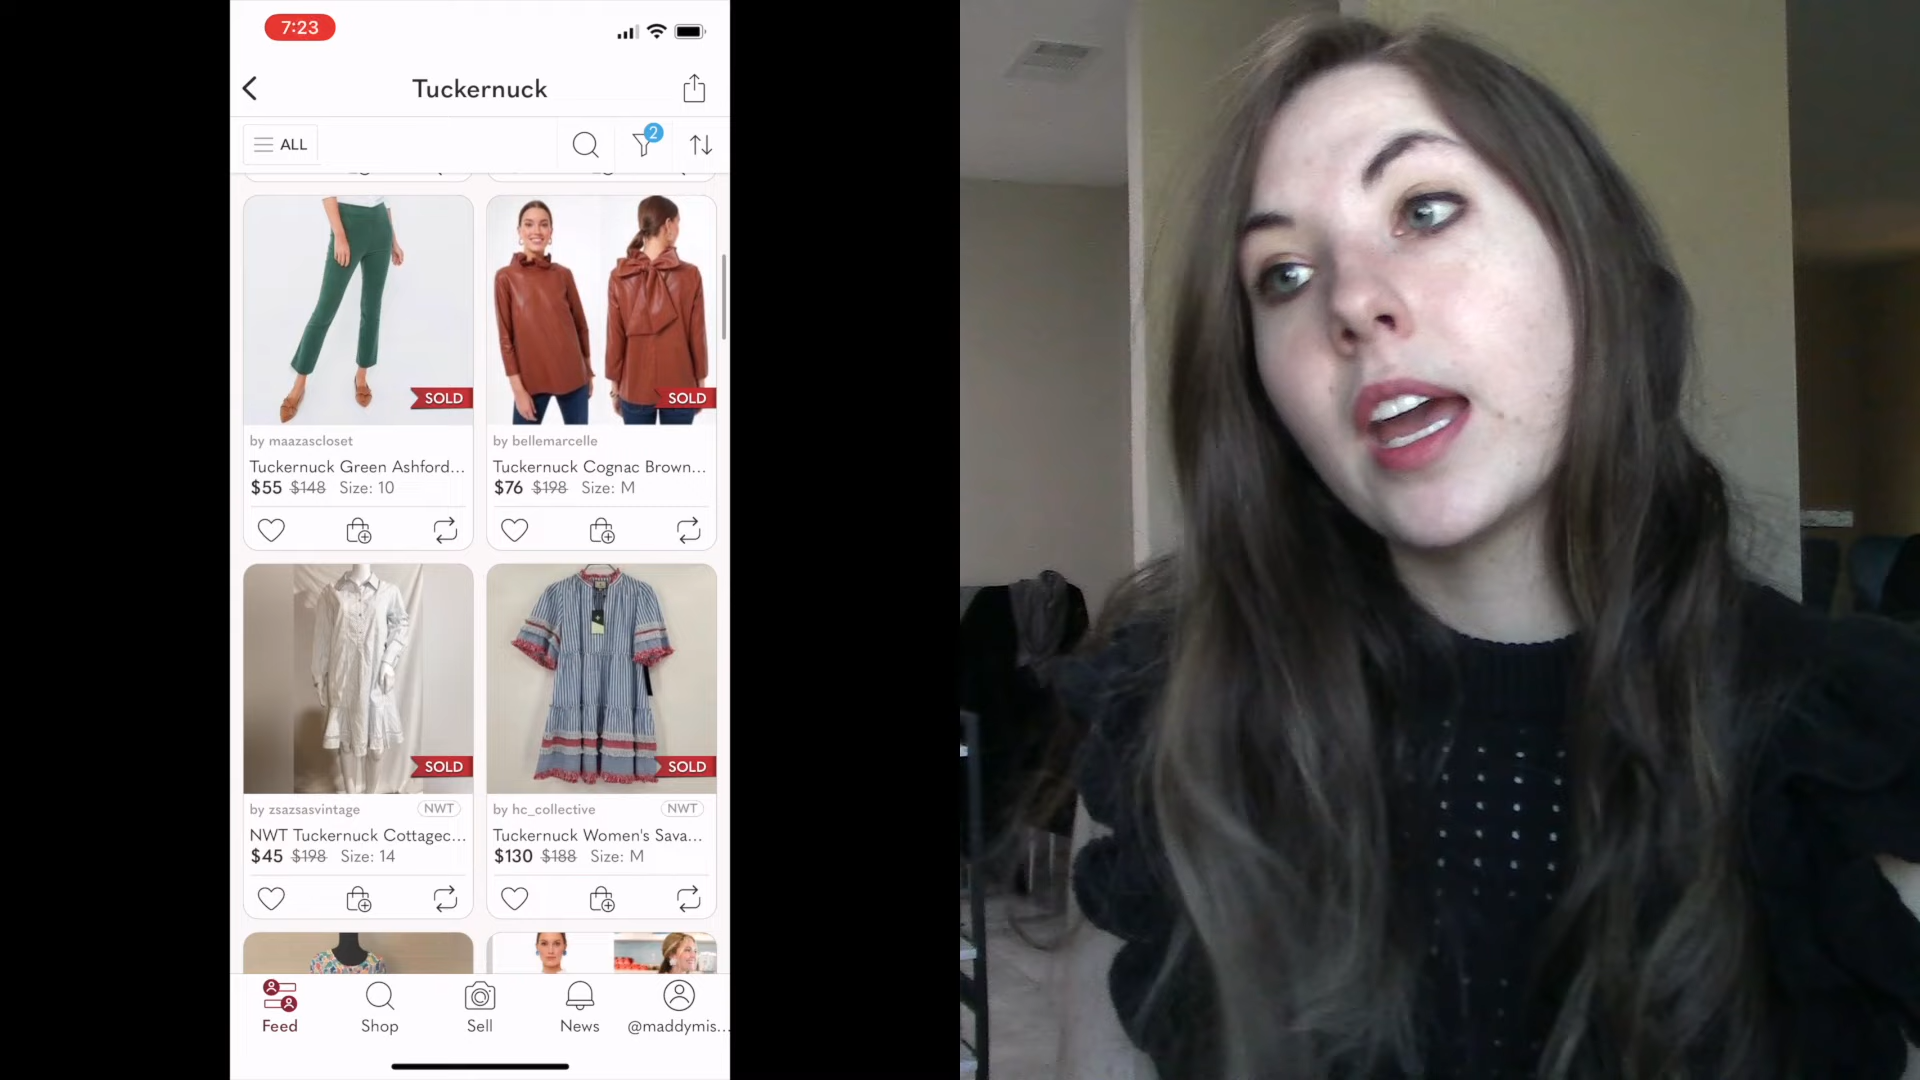 7:23
Tuckernuck
ALL
2
SOLD
SOLD
by maazascloset
by bellemarcelle
Tuckernuck Green Ashford...
Tuckernuck Cognac Brown...
$55 $148 Size: 10
$76 $198 Size: M
SOLD
SOLD
by zsazsasvintage NWT
by hc_collective NWT
NWT Tuckernuck Cottagec...
Tuckernuck Women's Sava...
$45 $198 Size: 14
$130 $188 Size: M
Feed
Shop
Sell
News
@maddymis...